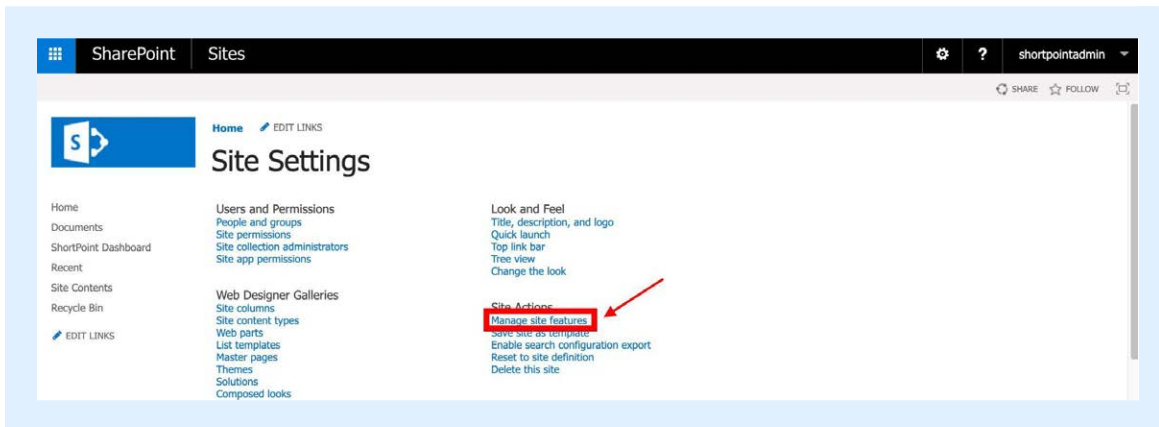 SharePoint Sites ? shortpointadmin
SHARE FOLLOW
S
Home EDIT LINKS
Site Settings
Home
Documents
ShortPoint Dashboard
Recent
Site Contents
Recycle Bin
EDIT LINKS
Users and Permissions
People and groups
Site permissions
Site collection administrators
Site app permissions
Web Designer Galleries
Site columns
Site content types
Web parts
List templates
Master pages
Themes
Solutions
Composed looks
Look and Feel
Title, description, and logo
Quick launch
Top link bar
Tree view
Change the look
Site Actions
Manage site features
Save site as template
Enable search configuration export
Reset to site definition
Delete this site